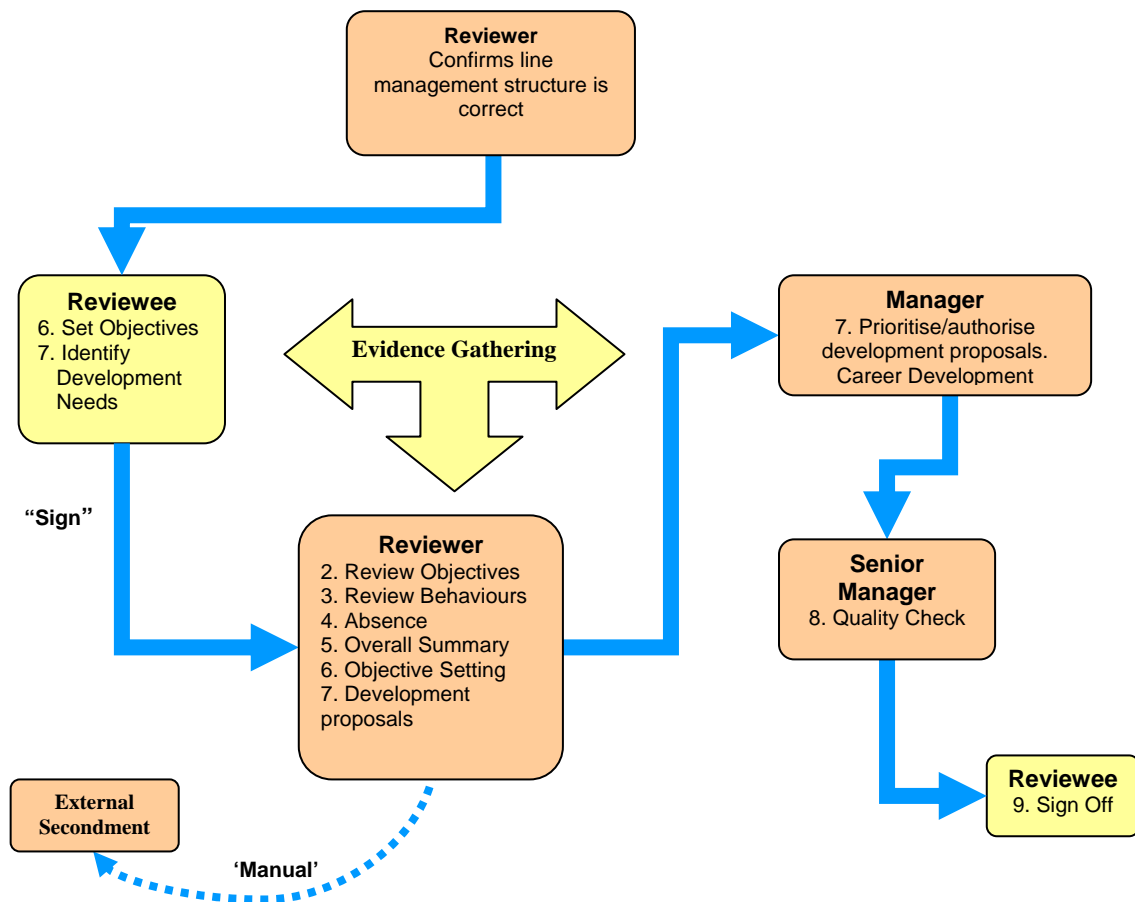 Reviewer
Confirms line
management structure is
correct
Reviewee
6. Set Objectives
7. Identify
Development
Needs
Evidence Gathering
Manager
7. Prioritise/authorise
development proposals.
Career Development
“Sign”
Reviewer
2. Review Objectives
3. Review Behaviours
4. Absence
5. Overall Summary
6. Objective Setting
7. Development
proposals
Senior
Manager
8. Quality Check
Reviewee
9. Sign Off
External
Secondment
‘Manual’